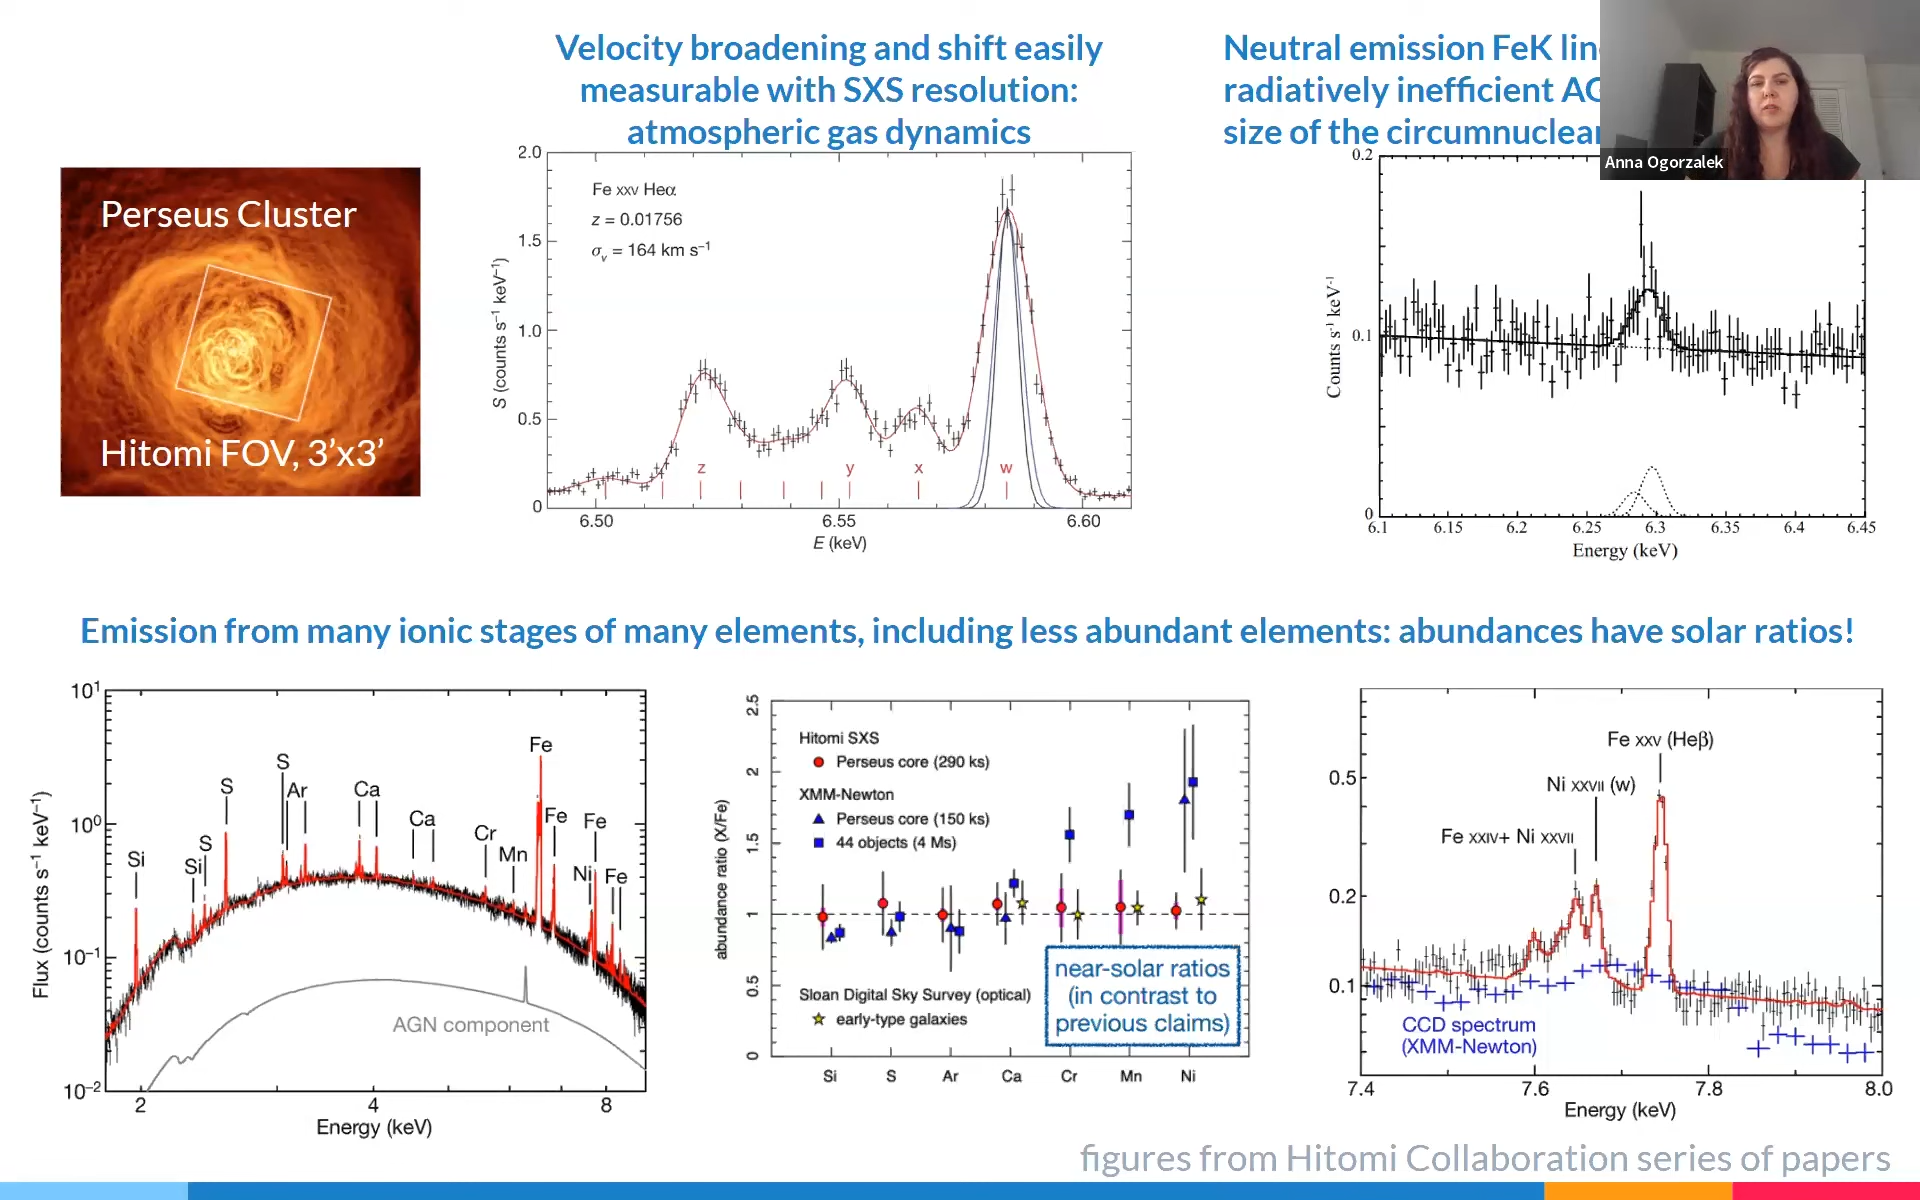 Velocity broadening and shift easily
measurable with SXS resolution:
atmospheric gas dynamics
Neutral emission FeK
radiatively inefficient
size of the
Anna Ogorzalek
Perseus Cluster
Hitomi FOV, 3’x3’
2.0
1.5
1.0
0.5
0
S (counts s⁻¹ keV⁻¹)
Fe XXV Heα
z = 0.01756
σᵥ = 164 km s⁻¹
z
y
x
w
6.50
6.55
6.60
E (keV)
0.2
0.1
0
Counts s⁻¹ keV⁻¹
6.1
6.15
6.2
6.25
6.3
6.35
6.4
6.45
Energy (keV)
Emission from many ionic stages of many elements, including less abundant elements: abundances have solar ratios!
10¹
10⁰
10⁻¹
10⁻²
Flux (counts s⁻¹ keV⁻¹)
Si
Si
S
S
S
Ar
Ca
Ca
Cr
Mn
Fe
Fe
Ni
Fe
Fe
AGN component
2
4
8
Energy (keV)
2.5
2
1.5
1
0.5
0
abundance ratio (X/Fe)
Hitomi SXS
Perseus core (290 ks)
XMM-Newton
Perseus core (150 ks)
44 objects (4 Ms)
Sloan Digital Sky Survey (optical)
early-type galaxies
near-solar ratios
(in contrast to
previous claims)
Si
S
Ar
Ca
Cr
Mn
Ni
0.5
0.2
0.1
Fe XXV (Heβ)
Ni XXVII (w)
Fe XXIV+ Ni XXVII
CCD spectrum
(XMM-Newton)
7.4
7.6
7.8
8.0
Energy (keV)
figures from Hitomi Collaboration series of papers